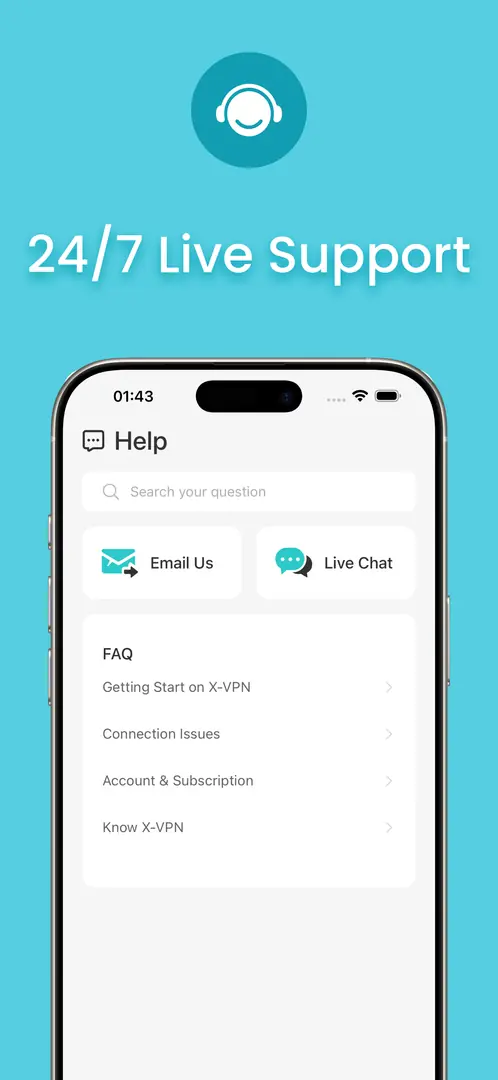 24/7 Live Support
01:43
Help
Search your question
Email Us
Live Chat
FAQ
Getting Start on X-VPN
Connection Issues
Account & Subscription
Know X-VPN